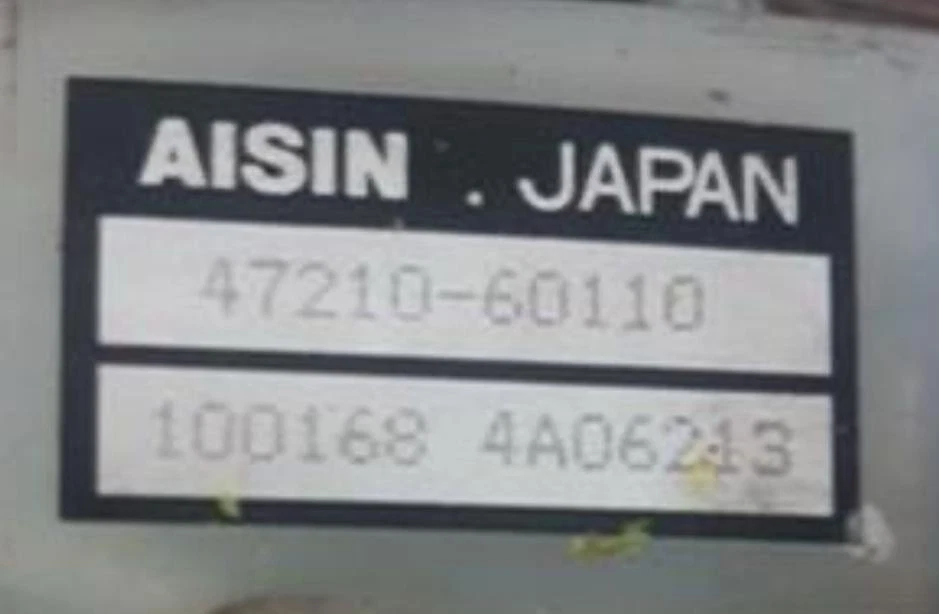 AISIN . JAPAN
47210-60110
100168 4A06213